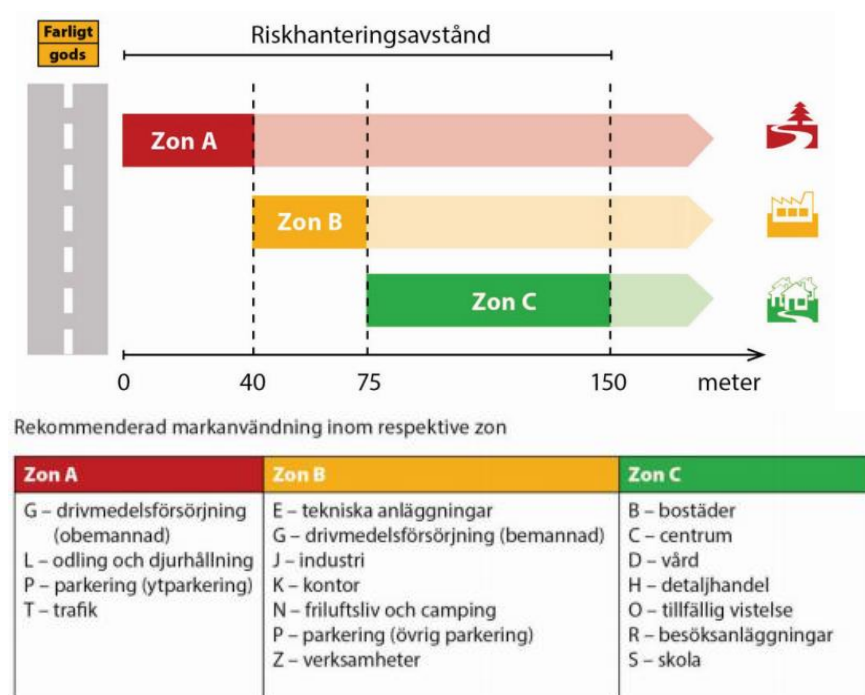 Farligt
gods
Riskhanteringsavstånd
Zon A
Zon B
Zon C
0 40 75 150 meter
Rekommenderad markanvändning inom respektive zon
Zon A
G – drivmedelsförsörjning
(obemannad)
L – odling och djurhållning
P – parkering (ytparkering)
T – trafik
Zon B
E – tekniska anläggningar
G – drivmedelsförsörjning (bemannad)
J – industri
K – kontor
N – friluftsliv och camping
P – parkering (övrig parkering)
Z – verksamheter
Zon C
B – bostäder
C – centrum
D – vård
H – detaljhandel
O – tillfällig vistelse
R – besöksanläggningar
S – skola